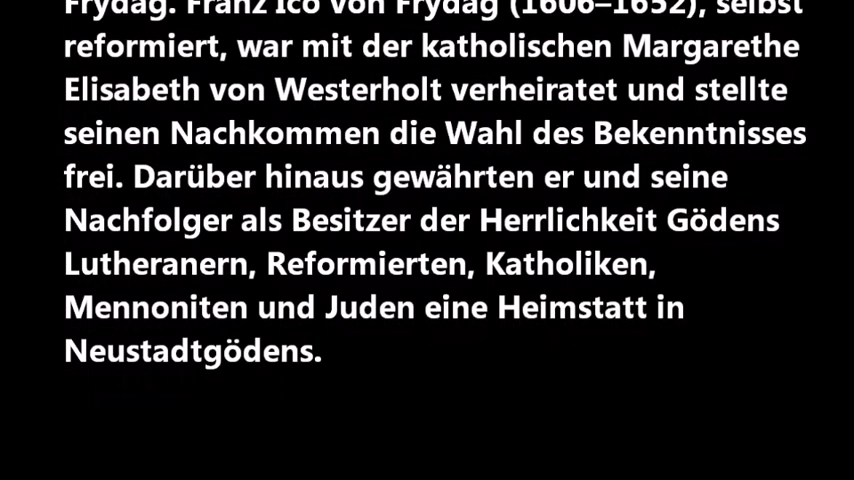 Frydag. Franz Ico von Frydag (1606–1652), selbst
reformiert, war mit der katholischen Margarethe
Elisabeth von Westerholt verheiratet und stellte
seinen Nachkommen die Wahl des Bekenntnisses
frei. Darüber hinaus gewährten er und seine
Nachfolger als Besitzer der Herrlichkeit Gödens
Lutheranern, Reformierten, Katholiken,
Mennoniten und Juden eine Heimstatt in
Neustadtgödens.